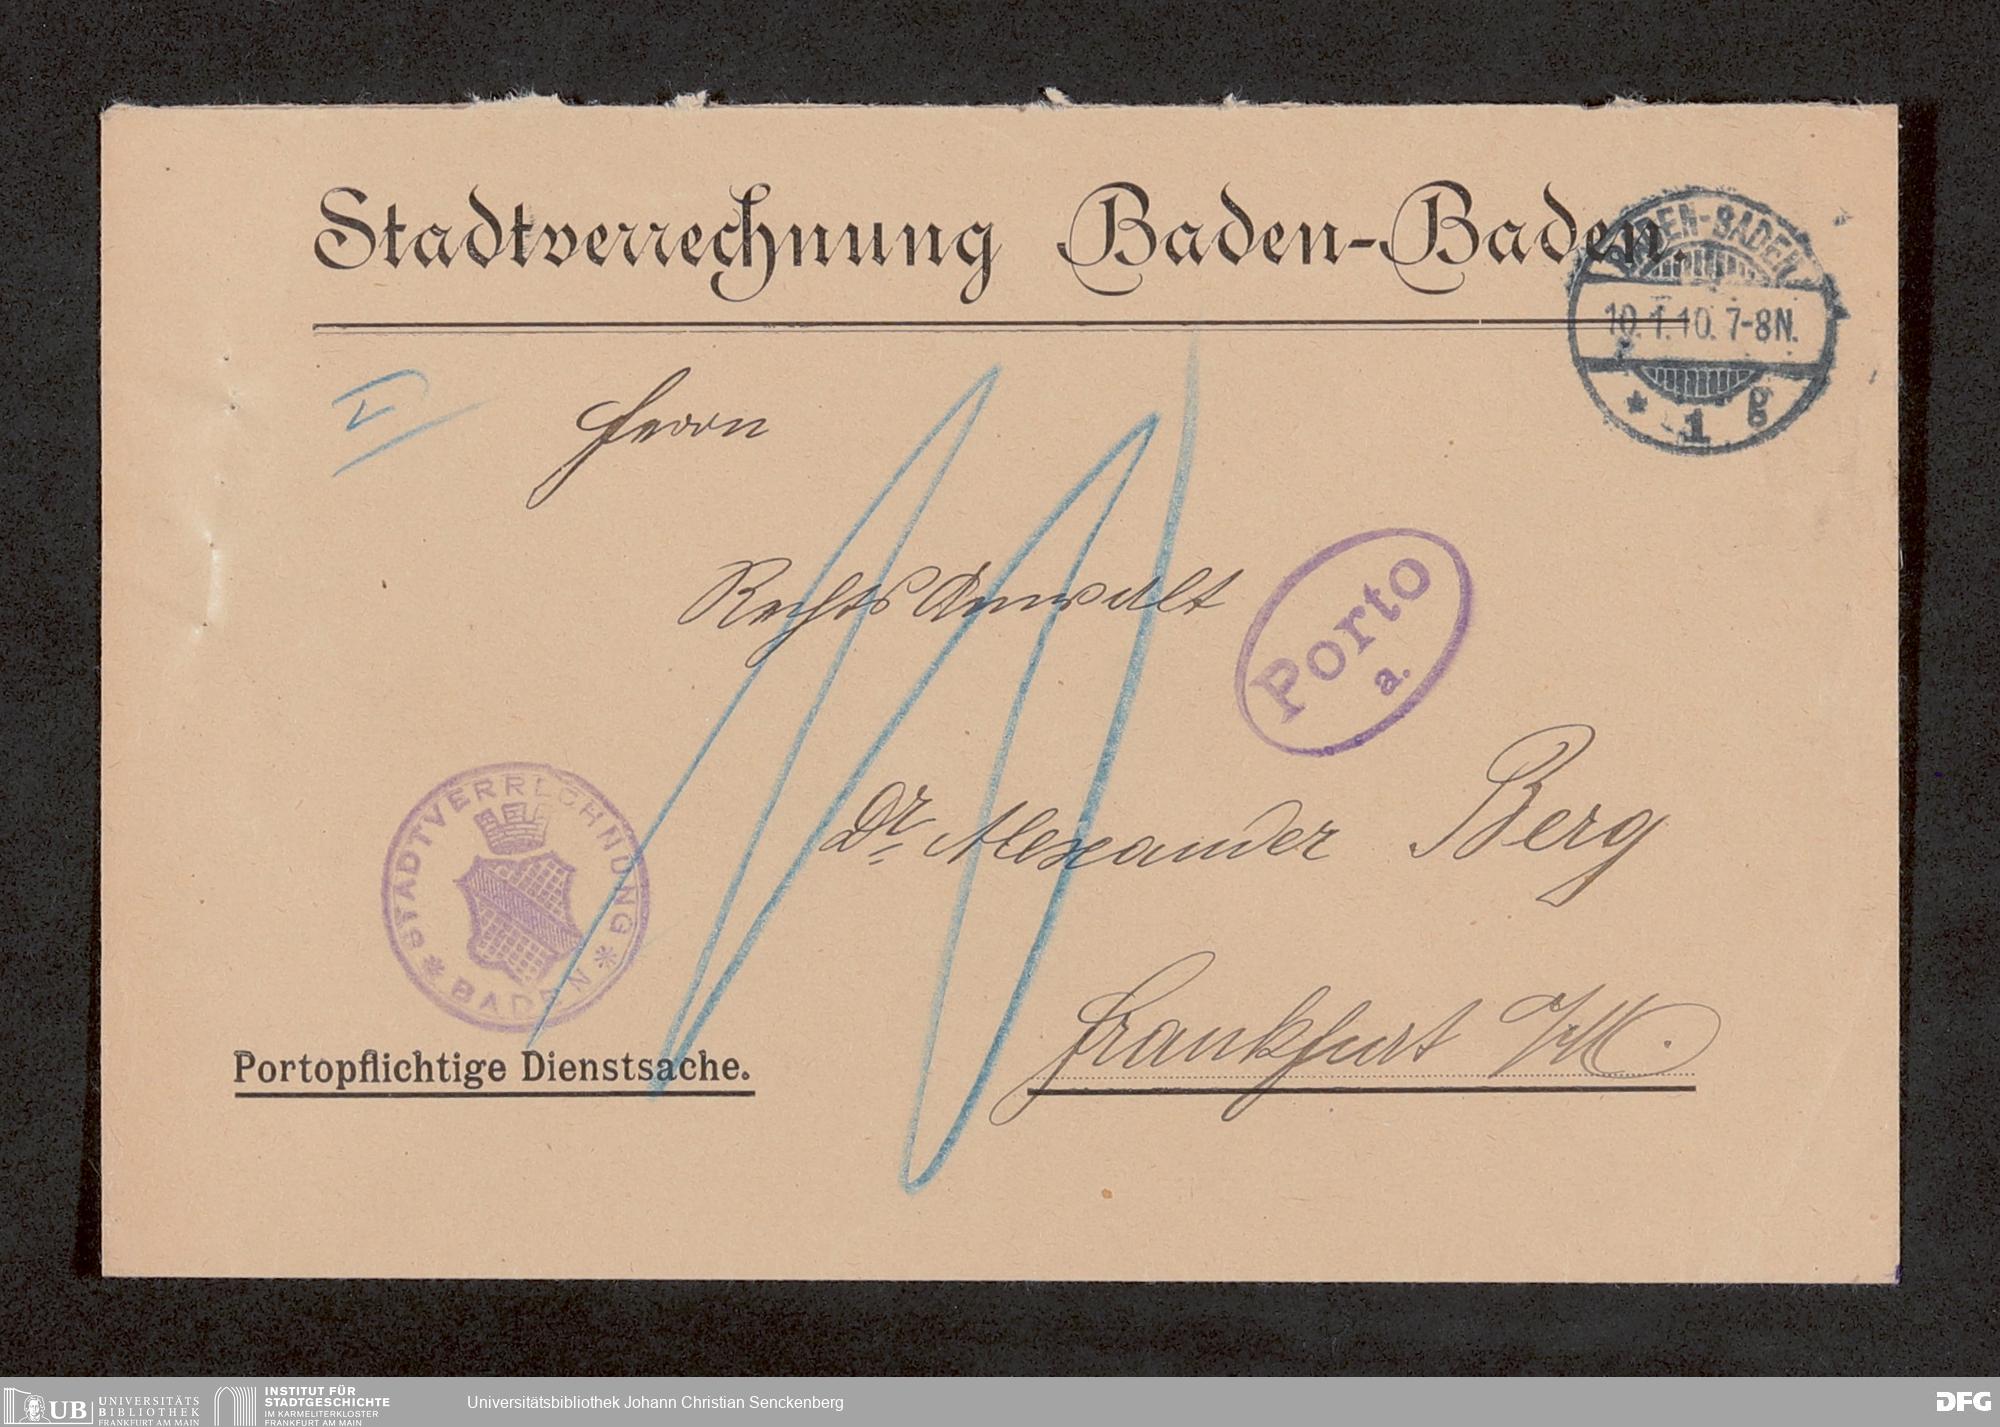 Stadtverrechnung Baden-Baden.
BADEN-BADEN
10.1.10. 7-8N.
* 1 g
Herrn
Rechtsanwalt
Porto
a.
Dr. Alexander Berg
STADTVERRECHNUNG
* BADEN *
Frankfurt a/M.
Portopflichtige Dienstsache.
UB UNIVERSITÄTS
BIBLIOTHEK
FRANKFURT AM MAIN
INSTITUT FÜR
STADTGESCHICHTE
IM KARMELITERKLOSTER
FRANKFURT AM MAIN
Universitätsbibliothek Johann Christian Senckenberg
DFG